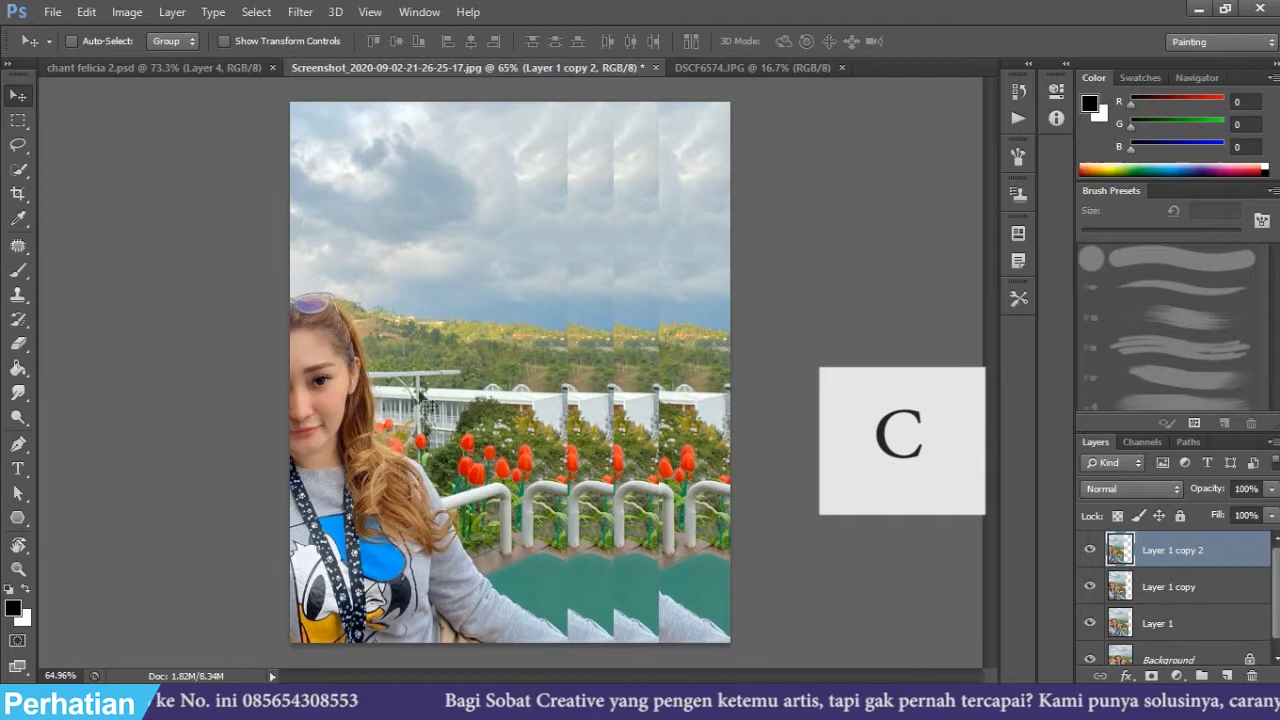 Ps File Edit Image Layer Type Select Filter 3D View Window Help
Auto-Select: Group Show Transform Controls 3D Mode: Painting
chant felicia 2.psd @ 73.3% (Layer 4, RGB/8) × Screenshot_2020-09-02-21-26-25-17.jpg @ 65% (Layer 1 copy 2, RGB/8) * × DSCF6574.JPG @ 16.7% (RGB/8) ×
Color Swatches Navigator
R 0
G 0
B 0
Brush Presets
Size:
C
Layers Channels Paths
Kind
Normal Opacity: 100%
Lock: Fill: 100%
Layer 1 copy 2
Layer 1 copy
Layer 1
Background
64.96% Doc: 1.82M/8.34M
Perhatian ke No. ini 085654308553 Bagi Sobat Creative yang pengen ketemu artis, tapi gak pernah tercapai? Kami punya solusinya, carany